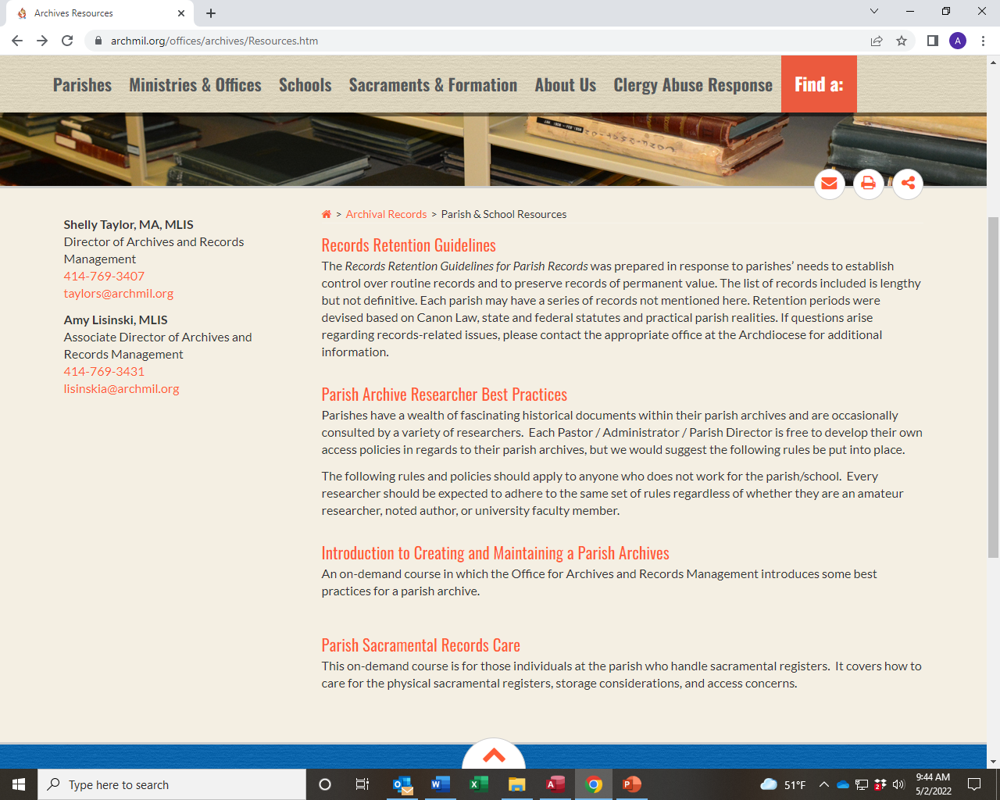 Archives Resources
archmil.org/offices/archives/Resources.htm
A
Parishes Ministries & Offices Schools Sacraments & Formation About Us Clergy Abuse Response Find a:
Shelly Taylor, MA, MLIS
Director of Archives and Records
Management
414-769-3407
taylors@archmil.org
Amy Lisinski, MLIS
Associate Director of Archives and
Records Management
414-769-3431
lisinskia@archmil.org
> Archival Records > Parish & School Resources
Records Retention Guidelines
The Records Retention Guidelines for Parish Records was prepared in response to parishes’ needs to establish
control over routine records and to preserve records of permanent value. The list of records included is lengthy
but not definitive. Each parish may have a series of records not mentioned here. Retention periods were
devised based on Canon Law, state and federal statutes and practical parish realities. If questions arise
regarding records-related issues, please contact the appropriate office at the Archdiocese for additional
information.
Parish Archive Researcher Best Practices
Parishes have a wealth of fascinating historical documents within their parish archives and are occasionally
consulted by a variety of researchers. Each Pastor / Administrator / Parish Director is free to develop their own
access policies in regards to their parish archives, but we would suggest the following rules be put into place.
The following rules and policies should apply to anyone who does not work for the parish/school. Every
researcher should be expected to adhere to the same set of rules regardless of whether they are an amateur
researcher, noted author, or university faculty member.
Introduction to Creating and Maintaining a Parish Archives
An on-demand course in which the Office for Archives and Records Management introduces some best
practices for a parish archive.
Parish Sacramental Records Care
This on-demand course is for those individuals at the parish who handle sacramental registers. It covers how to
care for the physical sacramental registers, storage considerations, and access concerns.
Type here to search
51°F
9:44 AM
5/2/2022